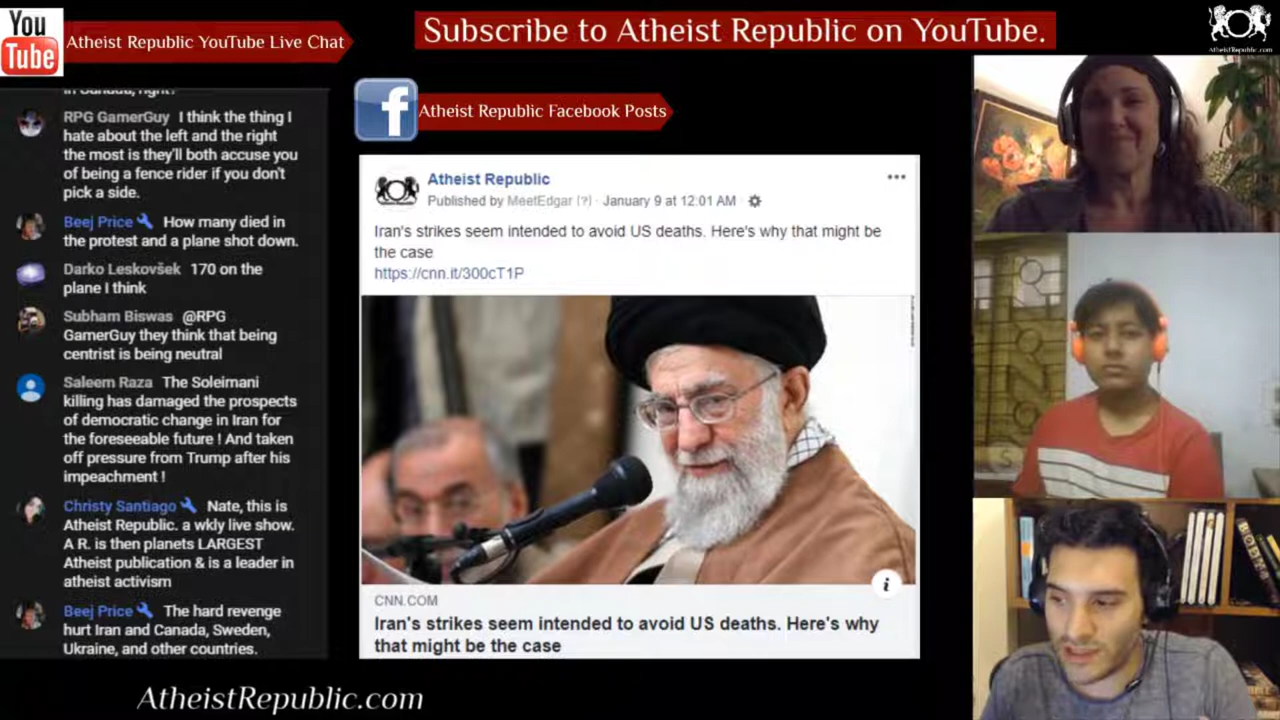 You
Tube
Atheist Republic YouTube Live Chat
Subscribe to Atheist Republic on YouTube.
AtheistRepublic.com
in Canada, right?
RPG GamerGuy I think the thing I
hate about the left and the right
the most is they'll both accuse you
of being a fence rider if you don't
pick a side.
Beej Price How many died in
the protest and a plane shot down.
Darko Leskovšek 170 on the
plane I think
Subham Biswas @RPG
GamerGuy they think that being
centrist is being neutral
Saleem Raza The Soleimani
killing has damaged the prospects
of democratic change in Iran for
the foreseeable future ! And taken
off pressure from Trump after his
impeachment !
Christy Santiago Nate, this is
Atheist Republic. a wkly live show.
A R. is then planets LARGEST
Atheist publication & is a leader in
atheist activism
Beej Price The hard revenge
hurt Iran and Canada, Sweden,
Ukraine, and other countries.
f
Atheist Republic Facebook Posts
Atheist Republic
Published by MeetEdgar [?] · January 9 at 12:01 AM ·
Iran's strikes seem intended to avoid US deaths. Here's why that might be
the case
https://cnn.it/300cT1P
i
CNN.COM
Iran's strikes seem intended to avoid US deaths. Here's why
that might be the case
AtheistRepublic.com